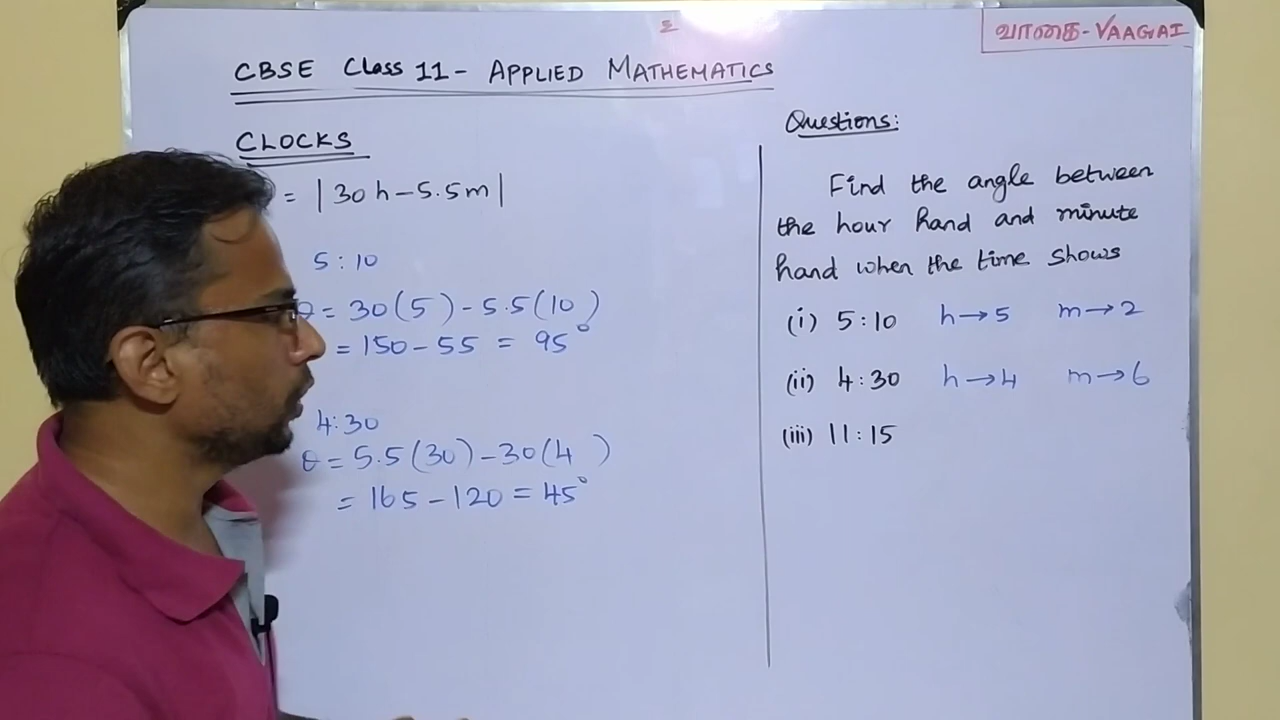 வாகை-VAAGAI
CBSE Class 11 - APPLIED MATHEMATICS
CLOCKS
= | 30 h - 5.5 m |
5 : 10
θ = 30 ( 5 ) - 5.5 ( 10 )
= 150 - 55 = 95°
4 : 30
θ = 5.5 ( 30 ) - 30 ( 4 )
= 165 - 120 = 45°
Questions:
Find the angle between
the hour hand and minute
hand when the time shows
(i) 5 : 10 h → 5 m → 2
(ii) 4 : 30 h → 4 m → 6
(iii) 11 : 15